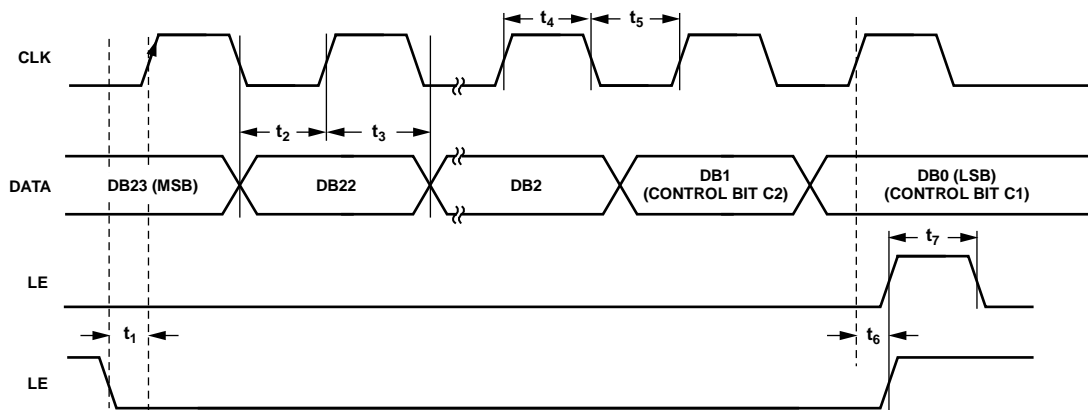 t4 t5
CLK
t2 t3
DATA
DB23 (MSB)
DB22
DB2
DB1
(CONTROL BIT C2)
DB0 (LSB)
(CONTROL BIT C1)
t7
LE
t1
t6
LE